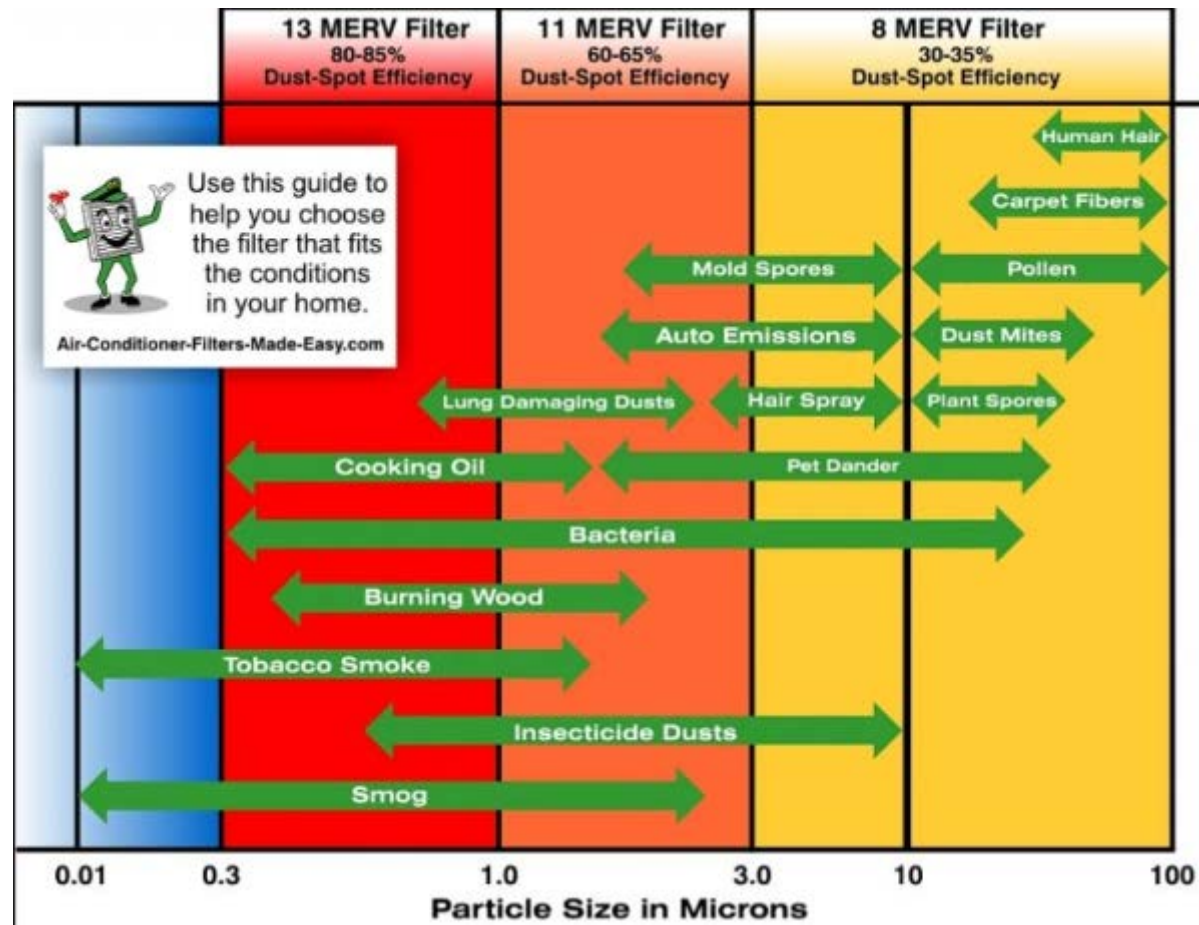 13 MERV Filter
80-85%
Dust-Spot Efficiency
11 MERV Filter
60-65%
Dust-Spot Efficiency
8 MERV Filter
30-35%
Dust-Spot Efficiency
Use this guide to
help you choose
the filter that fits
the conditions
in your home.
Air-Conditioner-Filters-Made-Easy.com
Human Hair
Carpet Fibers
Mold Spores
Pollen
Auto Emissions
Dust Mites
Lung Damaging Dusts
Hair Spray
Plant Spores
Cooking Oil
Pet Dander
Bacteria
Burning Wood
Tobacco Smoke
Insecticide Dusts
Smog
0.01 0.3 1.0 3.0 10 100
Particle Size in Microns